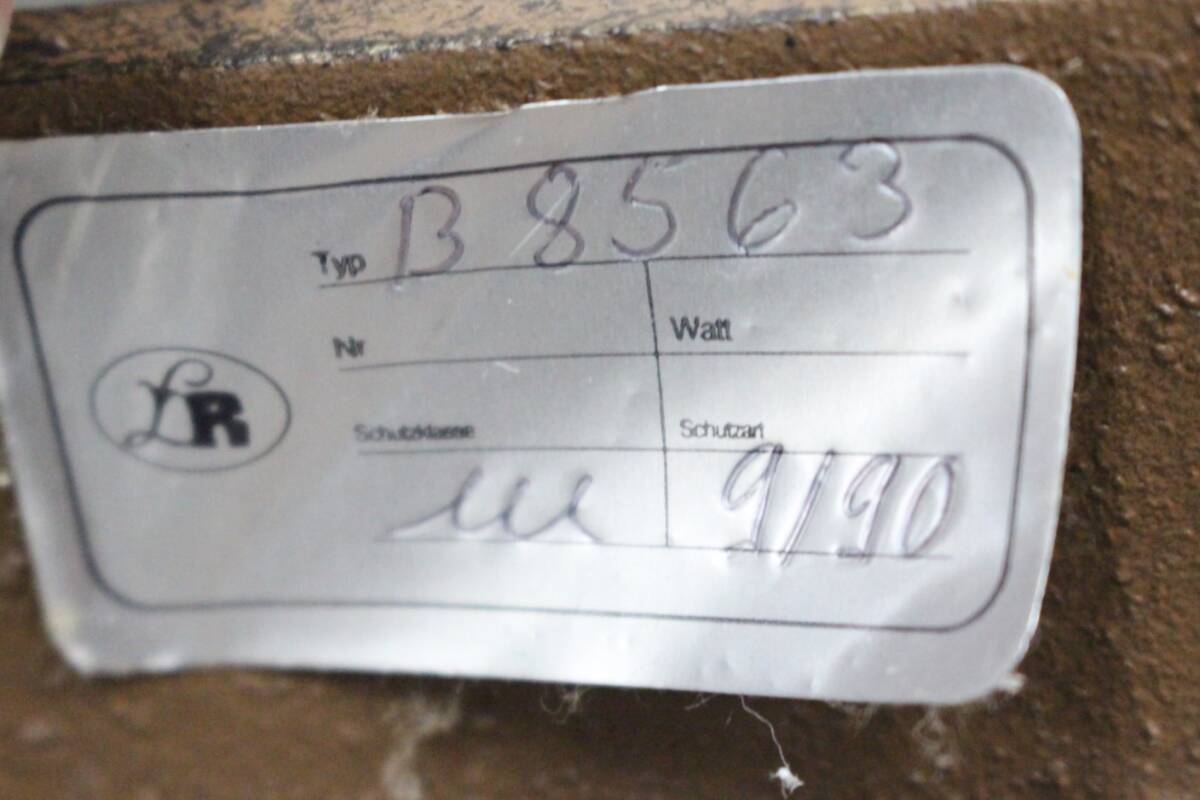 Typ B 8563
Nr Watt
Schutzklasse Schutzart
9/90
LR